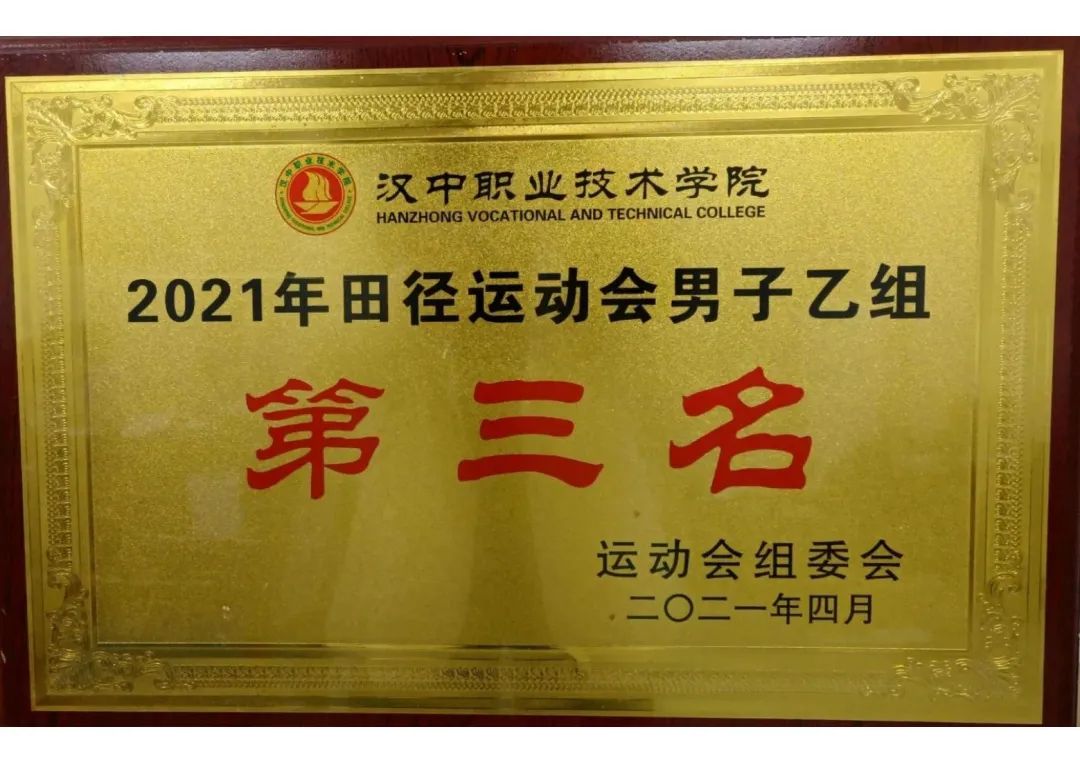 汉中职业技术学院
HANZHONG VOCATIONAL AND TECHNICAL COLLEGE
2021年田径运动会男子乙组
第三名
运动会组委会
二〇二一年四月